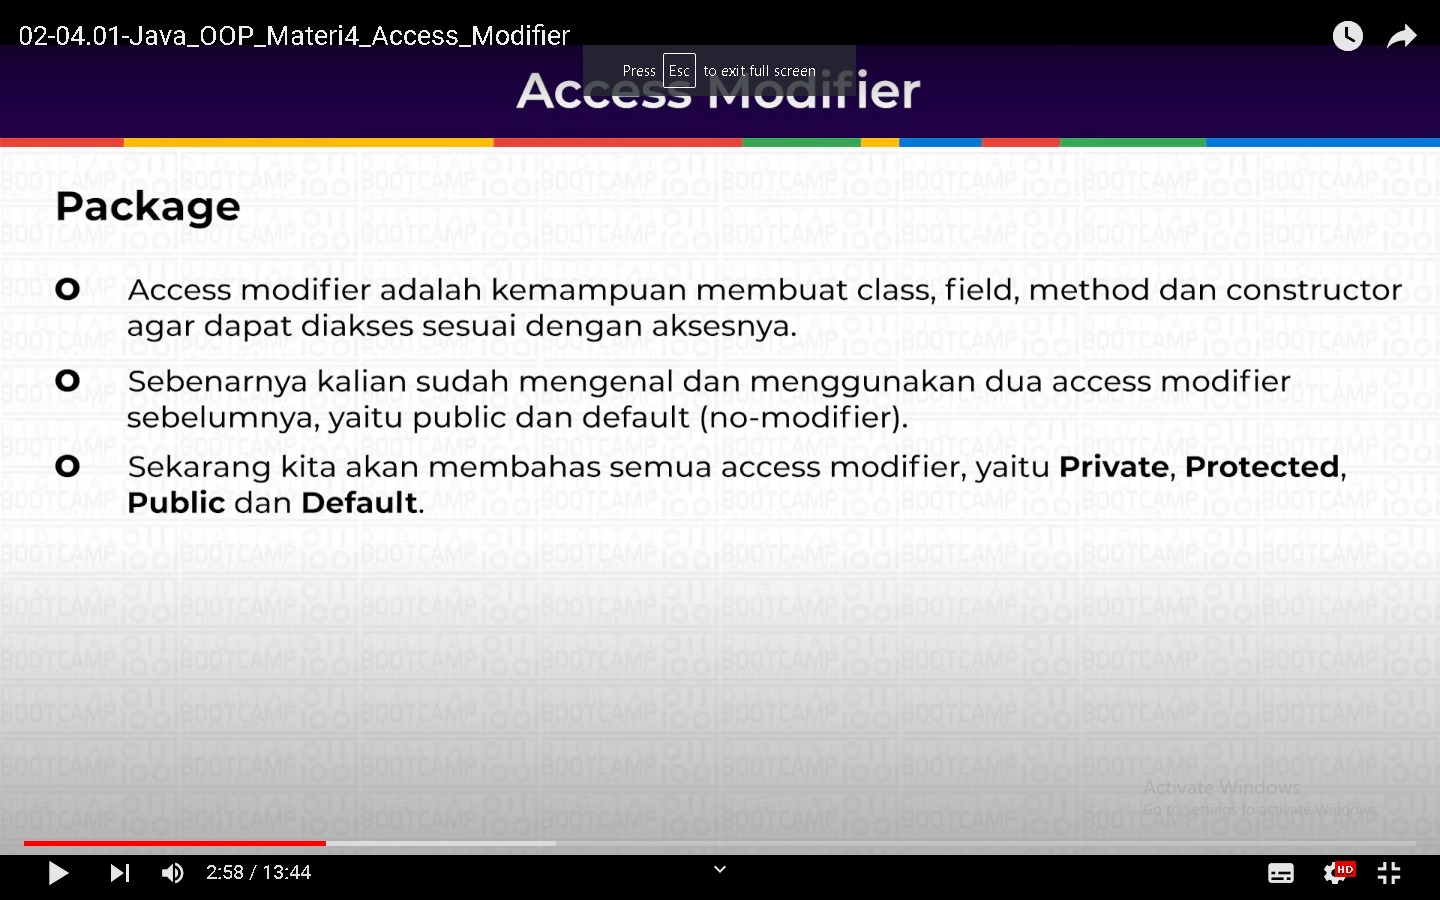 02-04.01-Java_OOP_Materi4_Access_Modifier
Press Esc to exit full screen
Access Modifier
Package
O Access modifier adalah kemampuan membuat class, field, method dan constructor
agar dapat diakses sesuai dengan aksesnya.
O Sebenarnya kalian sudah mengenal dan menggunakan dua access modifier
sebelumnya, yaitu public dan default (no-modifier).
O Sekarang kita akan membahas semua access modifier, yaitu Private, Protected,
Public dan Default.
Activate Windows
Go to Settings to activate Windows.
2:58 / 13:44
HD